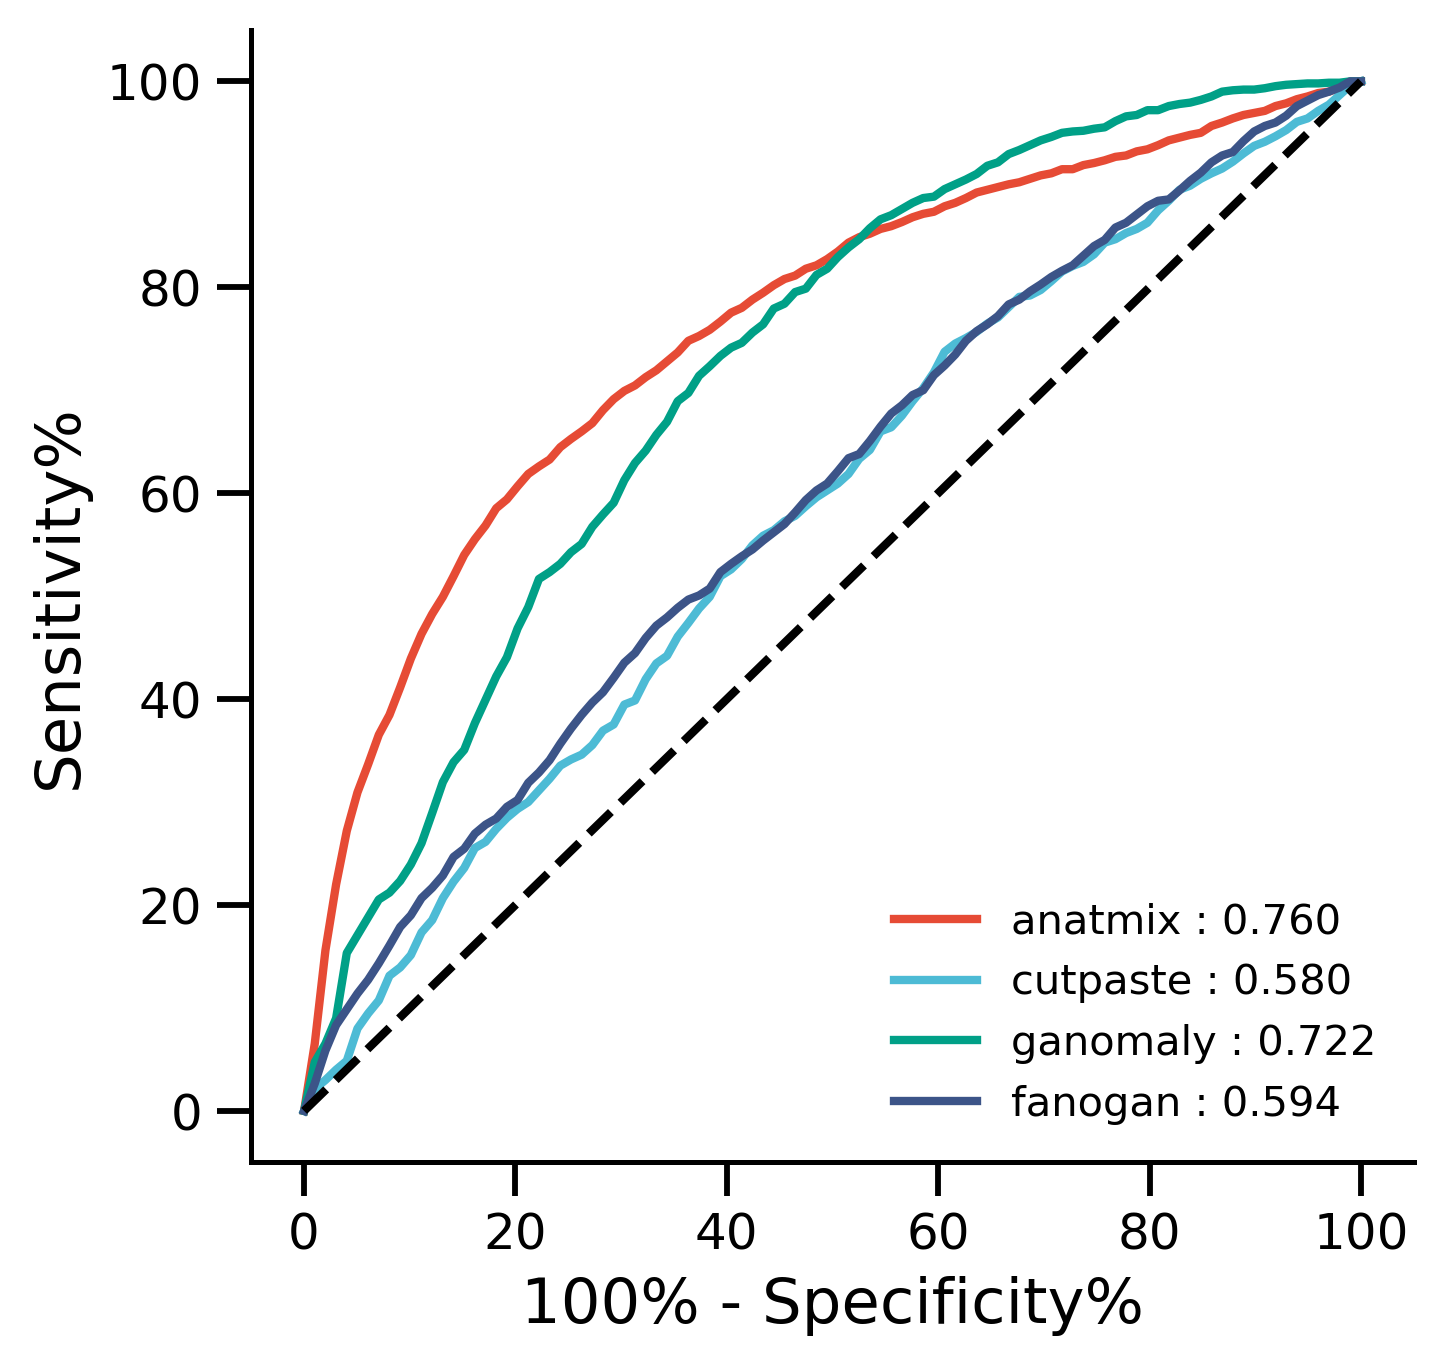 100
80
60
40
20
0
Sensitivity%
anatmix : 0.760
cutpaste : 0.580
ganomaly : 0.722
fanogan : 0.594
0 20 40 60 80 100
100% - Specificity%